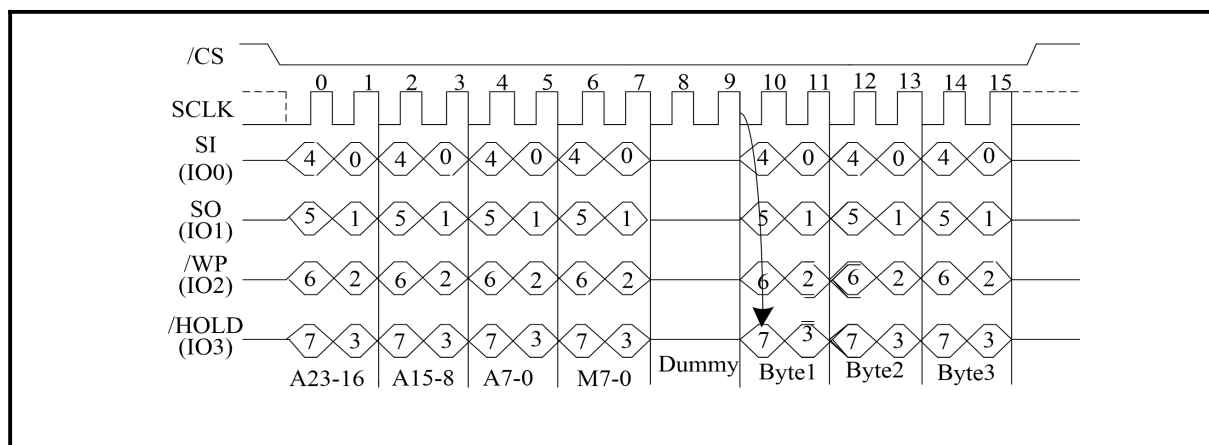 /CS
0 1 2 3 4 5 6 7 8 9 10 11 12 13 14 15
SCLK
SI
(IO0)
4 0 4 0 4 0 4 0 4 0 4 0 4 0
SO
(IO1)
5 1 5 1 5 1 5 1 5 1 5 1 5 1
/WP
(IO2)
6 2 6 2 6 2 6 2 6 2 6 2 6 2
/HOLD
(IO3)
7 3 7 3 7 3 7 3 7 3 7 3 7 3
A23-16 A15-8 A7-0 M7-0 Dummy Byte1 Byte2 Byte3